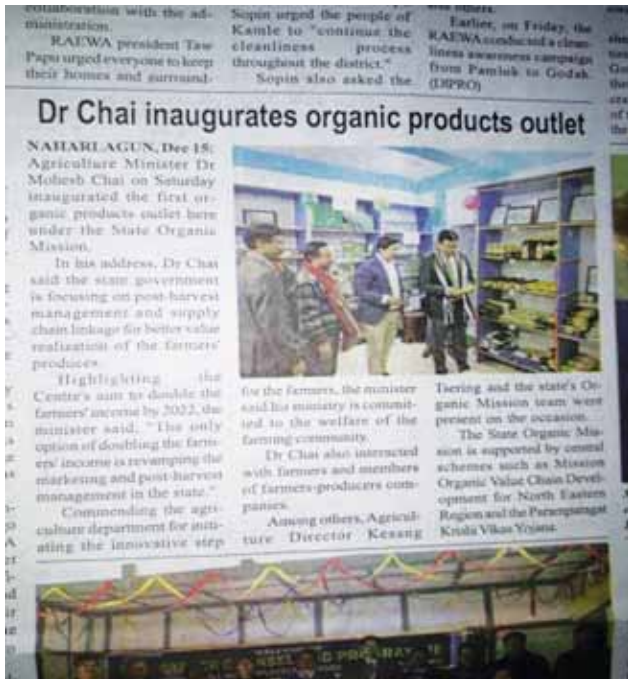 collaboration with the ad-
ministration.
RAEWA president Taw
Papu urged everyone to keep
their homes and surround-
Sopin urged the people of
Kamle to "continue the
cleanliness process
throughout the district."
Sopin also asked the
Earlier, on Friday, the
RAEWA conducted a clean-
liness awareness campaign
from Pamluk to Godak.
(DIPRO)
Dr Chai inaugurates organic products outlet
NAHARLAGUN, Dec 15:
Agriculture Minister Dr
Mohesh Chai on Saturday
inaugurated the first or-
ganic products outlet here
under the State Organic
Mission.
In his address, Dr Chai
said the state government
is focusing on post-harvest
management and supply
chain linkage for better value
realization of the farmers'
produces.
Highlighting the
Centre's aim to double the
farmers' income by 2022, the
minister said, "The only
option of doubling the farm-
ers' income is revamping the
marketing and post-harvest
management in the state."
Commending the agri-
culture department for initi-
ating the innovative step
for the farmers, the minister
said his ministry is commit-
ted to the welfare of the
farming community.
Dr Chai also interacted
with farmers and members
of farmers-producers com-
panies.
Among others, Agricul-
ture Director Kesang
Tsering and the state's Or-
ganic Mission team were
present on the occasion.
The State Organic Mis-
sion is supported by central
schemes such as Mission
Organic Value Chain Devel-
opment for North Eastern
Region and the Paramparagat
Krishi Vikas Yojana.